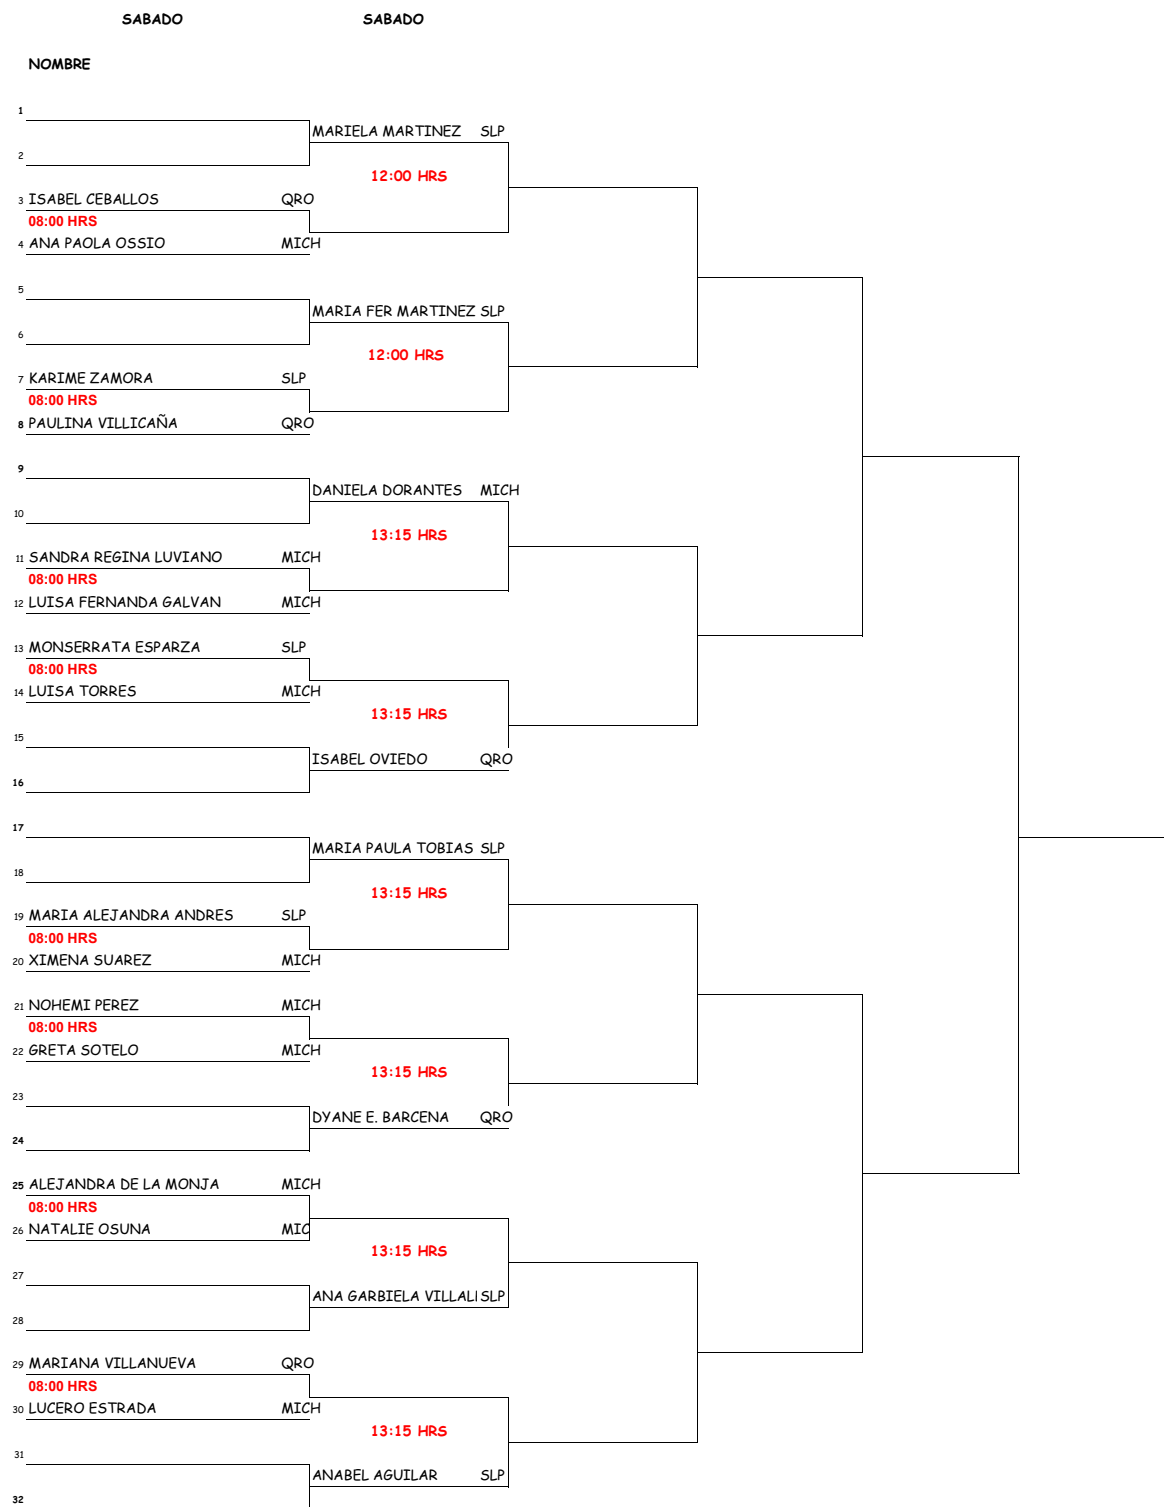 SABADO SABADO
NOMBRE
1
MARIELA MARTINEZ SLP
2
12:00 HRS
3 ISABEL CEBALLOS QRO
08:00 HRS
4 ANA PAOLA OSSIO MICH
5
MARIA FER MARTINEZ SLP
6
12:00 HRS
7 KARIME ZAMORA SLP
08:00 HRS
8 PAULINA VILLICAÑA QRO
9
DANIELA DORANTES MICH
10
13:15 HRS
11 SANDRA REGINA LUVIANO MICH
08:00 HRS
12 LUISA FERNANDA GALVAN MICH
13 MONSERRATA ESPARZA SLP
08:00 HRS
14 LUISA TORRES MICH
13:15 HRS
15
ISABEL OVIEDO QRO
16
17
MARIA PAULA TOBIAS SLP
18
13:15 HRS
19 MARIA ALEJANDRA ANDRES SLP
08:00 HRS
20 XIMENA SUAREZ MICH
21 NOHEMI PEREZ MICH
08:00 HRS
22 GRETA SOTELO MICH
13:15 HRS
23
DYANE E. BARCENA QRO
24
25 ALEJANDRA DE LA MONJA MICH
08:00 HRS
26 NATALIE OSUNA MIC
13:15 HRS
27
ANA GARBIELA VILLALI SLP
28
29 MARIANA VILLANUEVA QRO
08:00 HRS
30 LUCERO ESTRADA MICH
13:15 HRS
31
ANABEL AGUILAR SLP
32